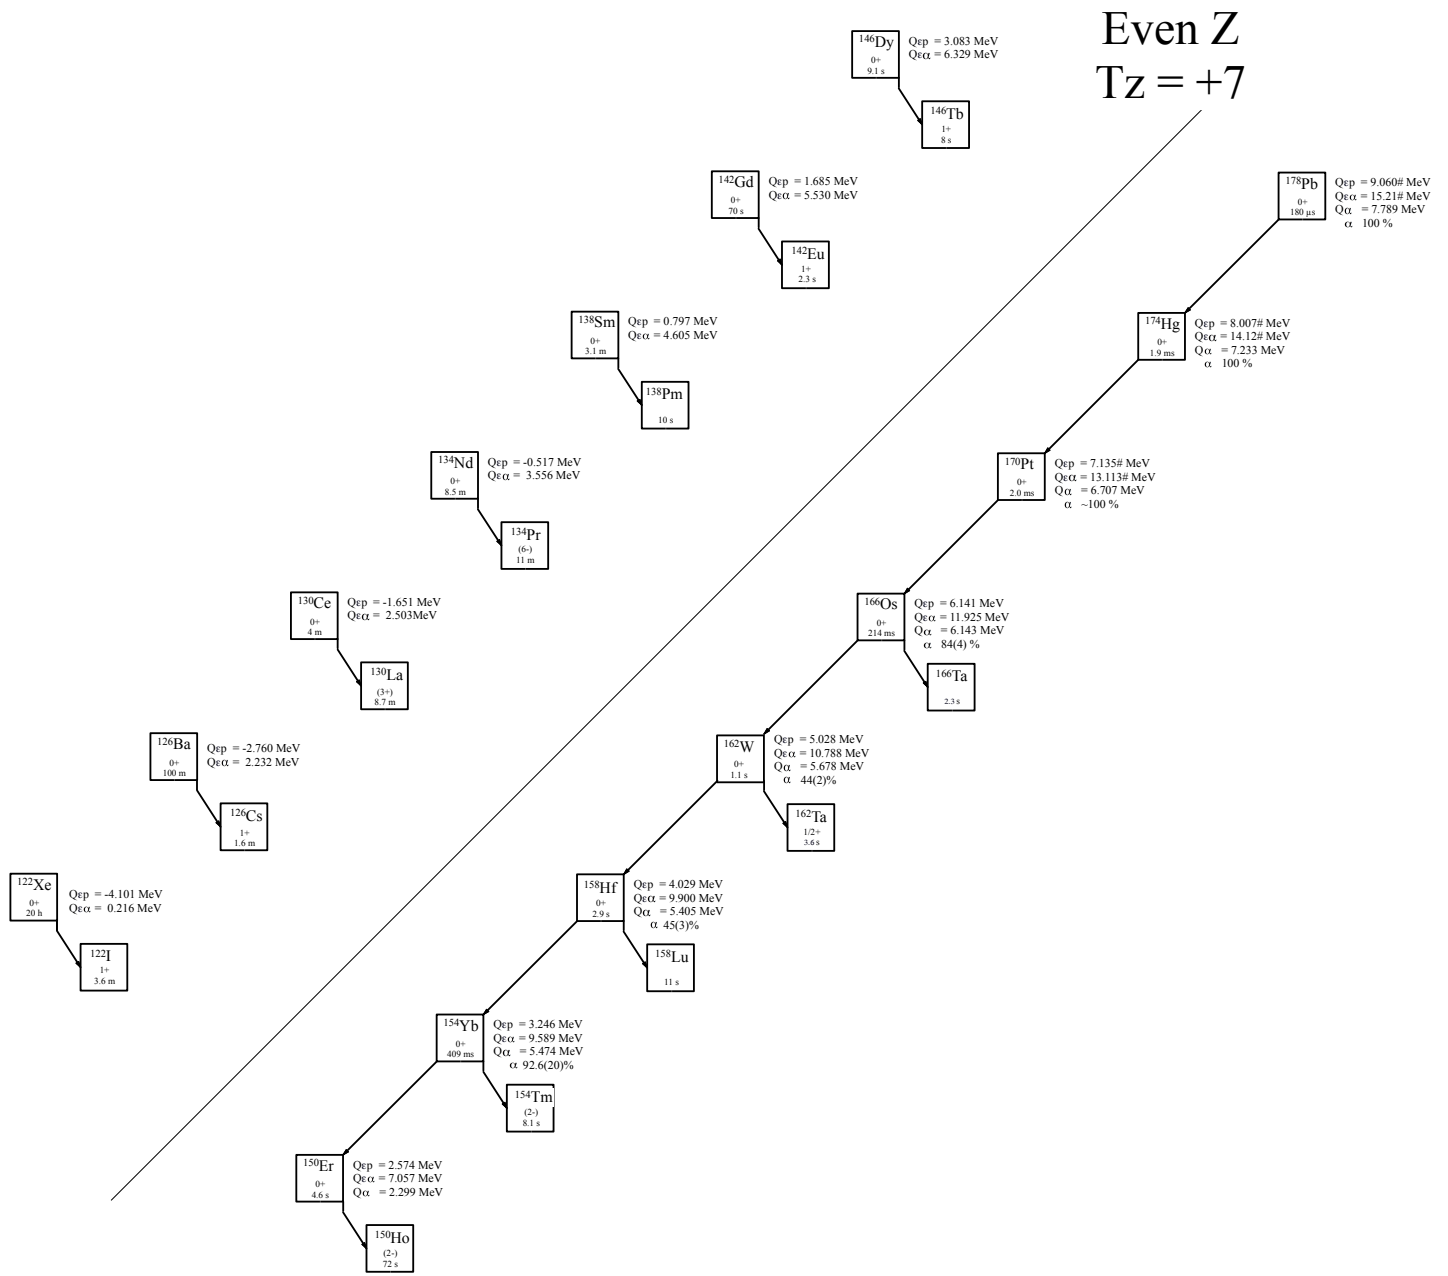 Even Z
Tz = +7
146Dy
0+
9.1 s
Qεp = 3.083 MeV
Qεα = 6.329 MeV
146Tb
1+
8 s
142Gd
0+
70 s
Qεp = 1.685 MeV
Qεα = 5.530 MeV
142Eu
1+
2.3 s
178Pb
0+
180 µs
Qεp = 9.060# MeV
Qεα = 15.21# MeV
Qα = 7.789 MeV
α 100 %
138Sm
0+
3.1 m
Qεp = 0.797 MeV
Qεα = 4.605 MeV
138Pm
10 s
174Hg
0+
1.9 ms
Qεp = 8.007# MeV
Qεα = 14.12# MeV
Qα = 7.233 MeV
α 100 %
134Nd
0+
8.5 m
Qεp = -0.517 MeV
Qεα = 3.556 MeV
134Pr
(6-)
11 m
170Pt
0+
2.0 ms
Qεp = 7.135# MeV
Qεα = 13.113# MeV
Qα = 6.707 MeV
α ~100 %
130Ce
0+
4 m
Qεp = -1.651 MeV
Qεα = 2.503MeV
130La
(3+)
8.7 m
166Os
0+
214 ms
Qεp = 6.141 MeV
Qεα = 11.925 MeV
Qα = 6.143 MeV
α 84(4) %
166Ta
2.3 s
126Ba
0+
100 m
Qεp = -2.760 MeV
Qεα = 2.232 MeV
126Cs
1+
1.6 m
162W
0+
1.1 s
Qεp = 5.028 MeV
Qεα = 10.788 MeV
Qα = 5.678 MeV
α 44(2)%
162Ta
1/2+
3.6 s
122Xe
0+
20 h
Qεp = -4.101 MeV
Qεα = 0.216 MeV
122I
1+
3.6 m
158Hf
0+
2.9 s
Qεp = 4.029 MeV
Qεα = 9.900 MeV
Qα = 5.405 MeV
α 45(3)%
158Lu
11 s
154Yb
0+
409 ms
Qεp = 3.246 MeV
Qεα = 9.589 MeV
Qα = 5.474 MeV
α 92.6(20)%
154Tm
(2-)
8.1 s
150Er
0+
4.6 s
Qεp = 2.574 MeV
Qεα = 7.057 MeV
Qα = 2.299 MeV
150Ho
(2-)
72 s